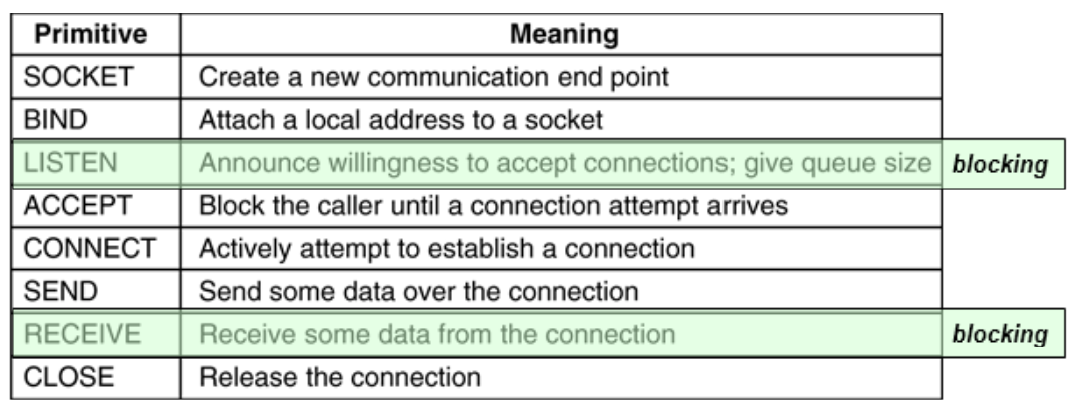 Primitive Meaning
SOCKET Create a new communication end point
BIND Attach a local address to a socket
LISTEN Announce willingness to accept connections; give queue size blocking
ACCEPT Block the caller until a connection attempt arrives
CONNECT Actively attempt to establish a connection
SEND Send some data over the connection
RECEIVE Receive some data from the connection blocking
CLOSE Release the connection